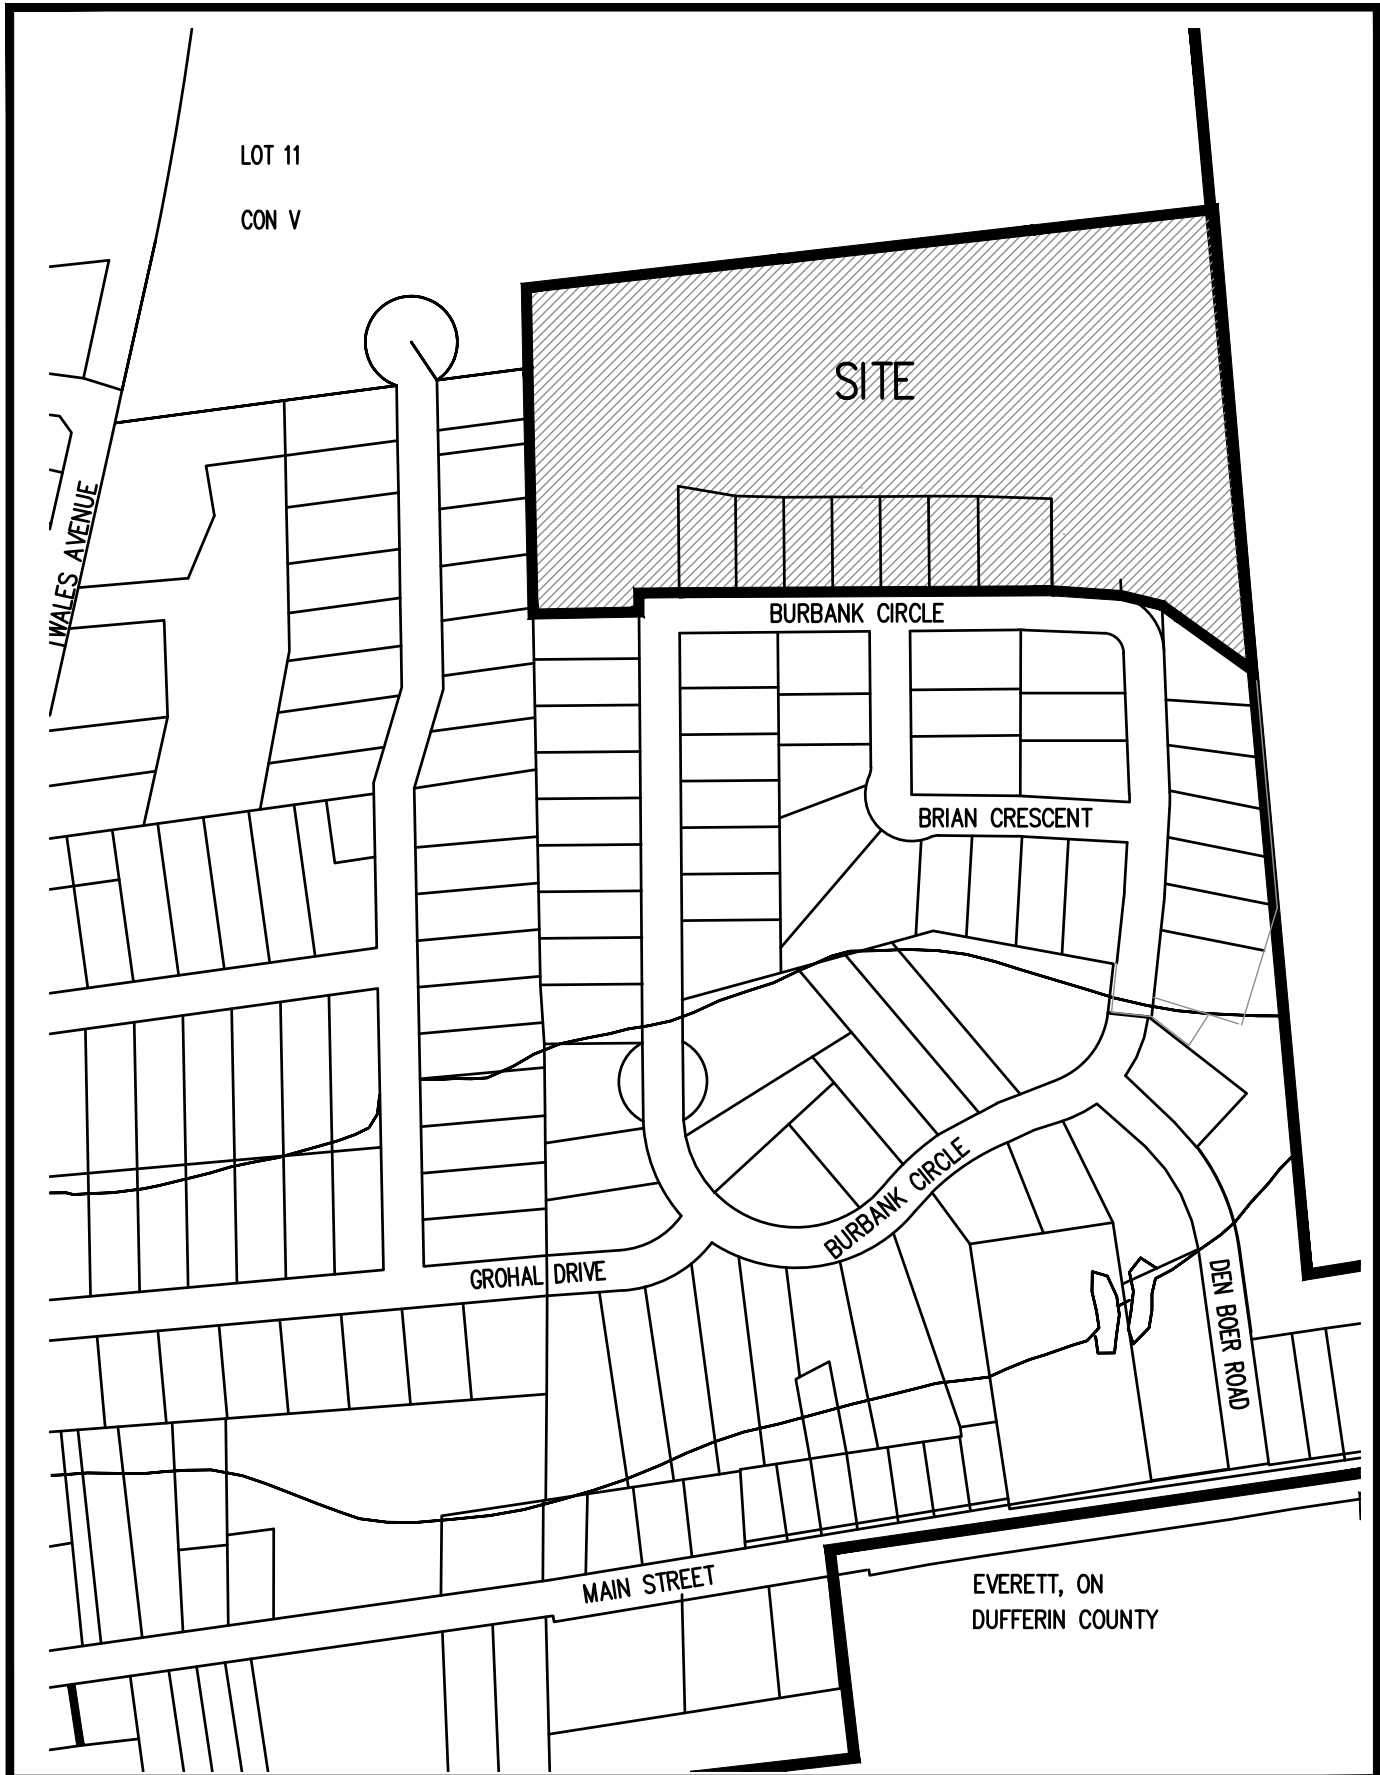 LOT 11
CON V
SITE
WALES AVENUE
BURBANK CIRCLE
BRIAN CRESCENT
BURBANK CIRCLE
GROHAL DRIVE
DEN BOER ROAD
MAIN STREET
EVERETT, ON
DUFFERIN COUNTY